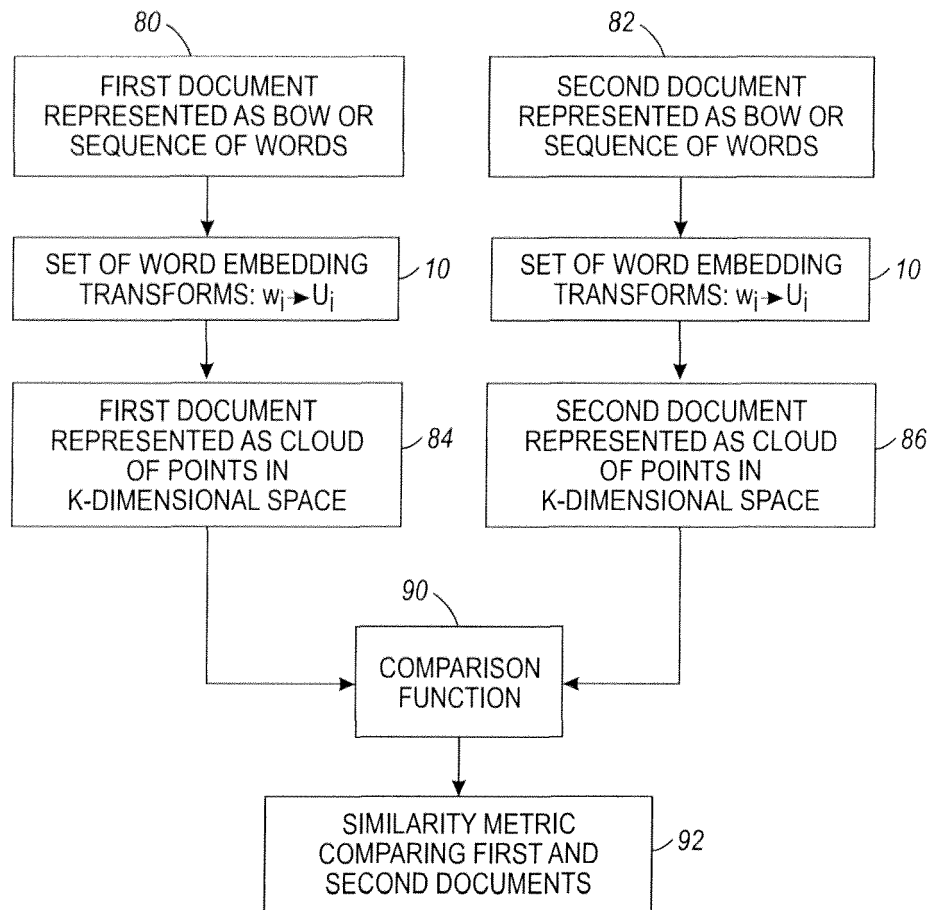 80
FIRST DOCUMENT
REPRESENTED AS BOW OR
SEQUENCE OF WORDS
82
SECOND DOCUMENT
REPRESENTED AS BOW OR
SEQUENCE OF WORDS
SET OF WORD EMBEDDING
TRANSFORMS: wi→Ui
10
SET OF WORD EMBEDDING
TRANSFORMS: wi→Ui
10
FIRST DOCUMENT
REPRESENTED AS CLOUD
OF POINTS IN
K-DIMENSIONAL SPACE
84
SECOND DOCUMENT
REPRESENTED AS CLOUD
OF POINTS IN
K-DIMENSIONAL SPACE
86
90
COMPARISON
FUNCTION
SIMILARITY METRIC
COMPARING FIRST AND
SECOND DOCUMENTS
92